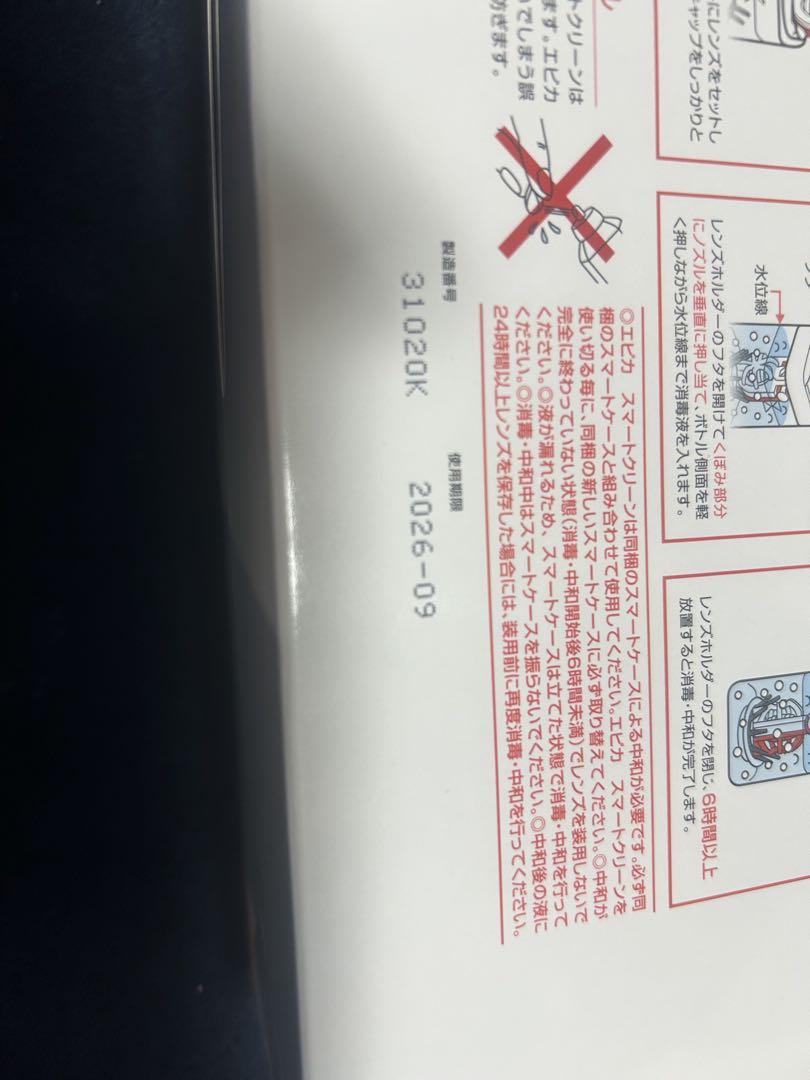 にレンズをセットし
キャップをしっかりと
レンズホルダーのフタを開けてくぼみ部分
にノズルを垂直に押し当て、ボトル側面を軽
く押しながら水位線まで消毒液を入れます。
水位線
レンズホルダーのフタを閉じ、6時間以上
放置すると消毒・中和が完了します。
トクリーンは
ます。エピカ
でしまう誤
防ぎます。
◎エピカ スマートクリーンは同梱のスマートケースによる中和が必要です。必ず同
梱のスマートケースと組み合わせて使用してください。エピカ スマートクリーンを
使い切る毎に、同梱の新しいスマートケースに必ず取り替えてください。◎中和が
完全に終わっていない状態(消毒・中和開始後6時間未満)でレンズを装用しないで
ください。◎液が漏れるため、スマートケースは立てた状態で消毒・中和を行って
ください。◎消毒・中和中はスマートケースを振らないでください。◎中和後の液に
24時間以上レンズを保存した場合には、装用前に再度消毒・中和を行ってください。
製造番号
31020K
使用期限
2026-09